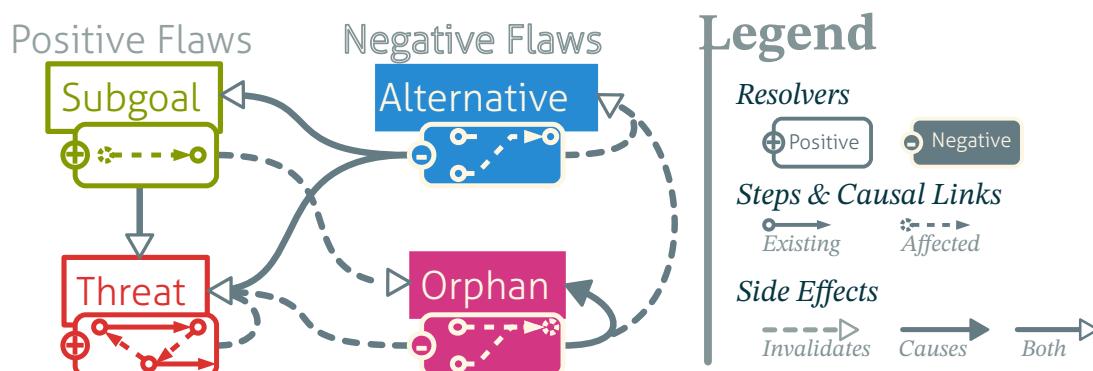 Positive Flaws
Negative Flaws
Subgoal
Alternative
Threat
Orphan
Legend
Resolvers
Positive
Negative
Steps & Causal Links
Existing
Affected
Side Effects
Invalidates
Causes
Both